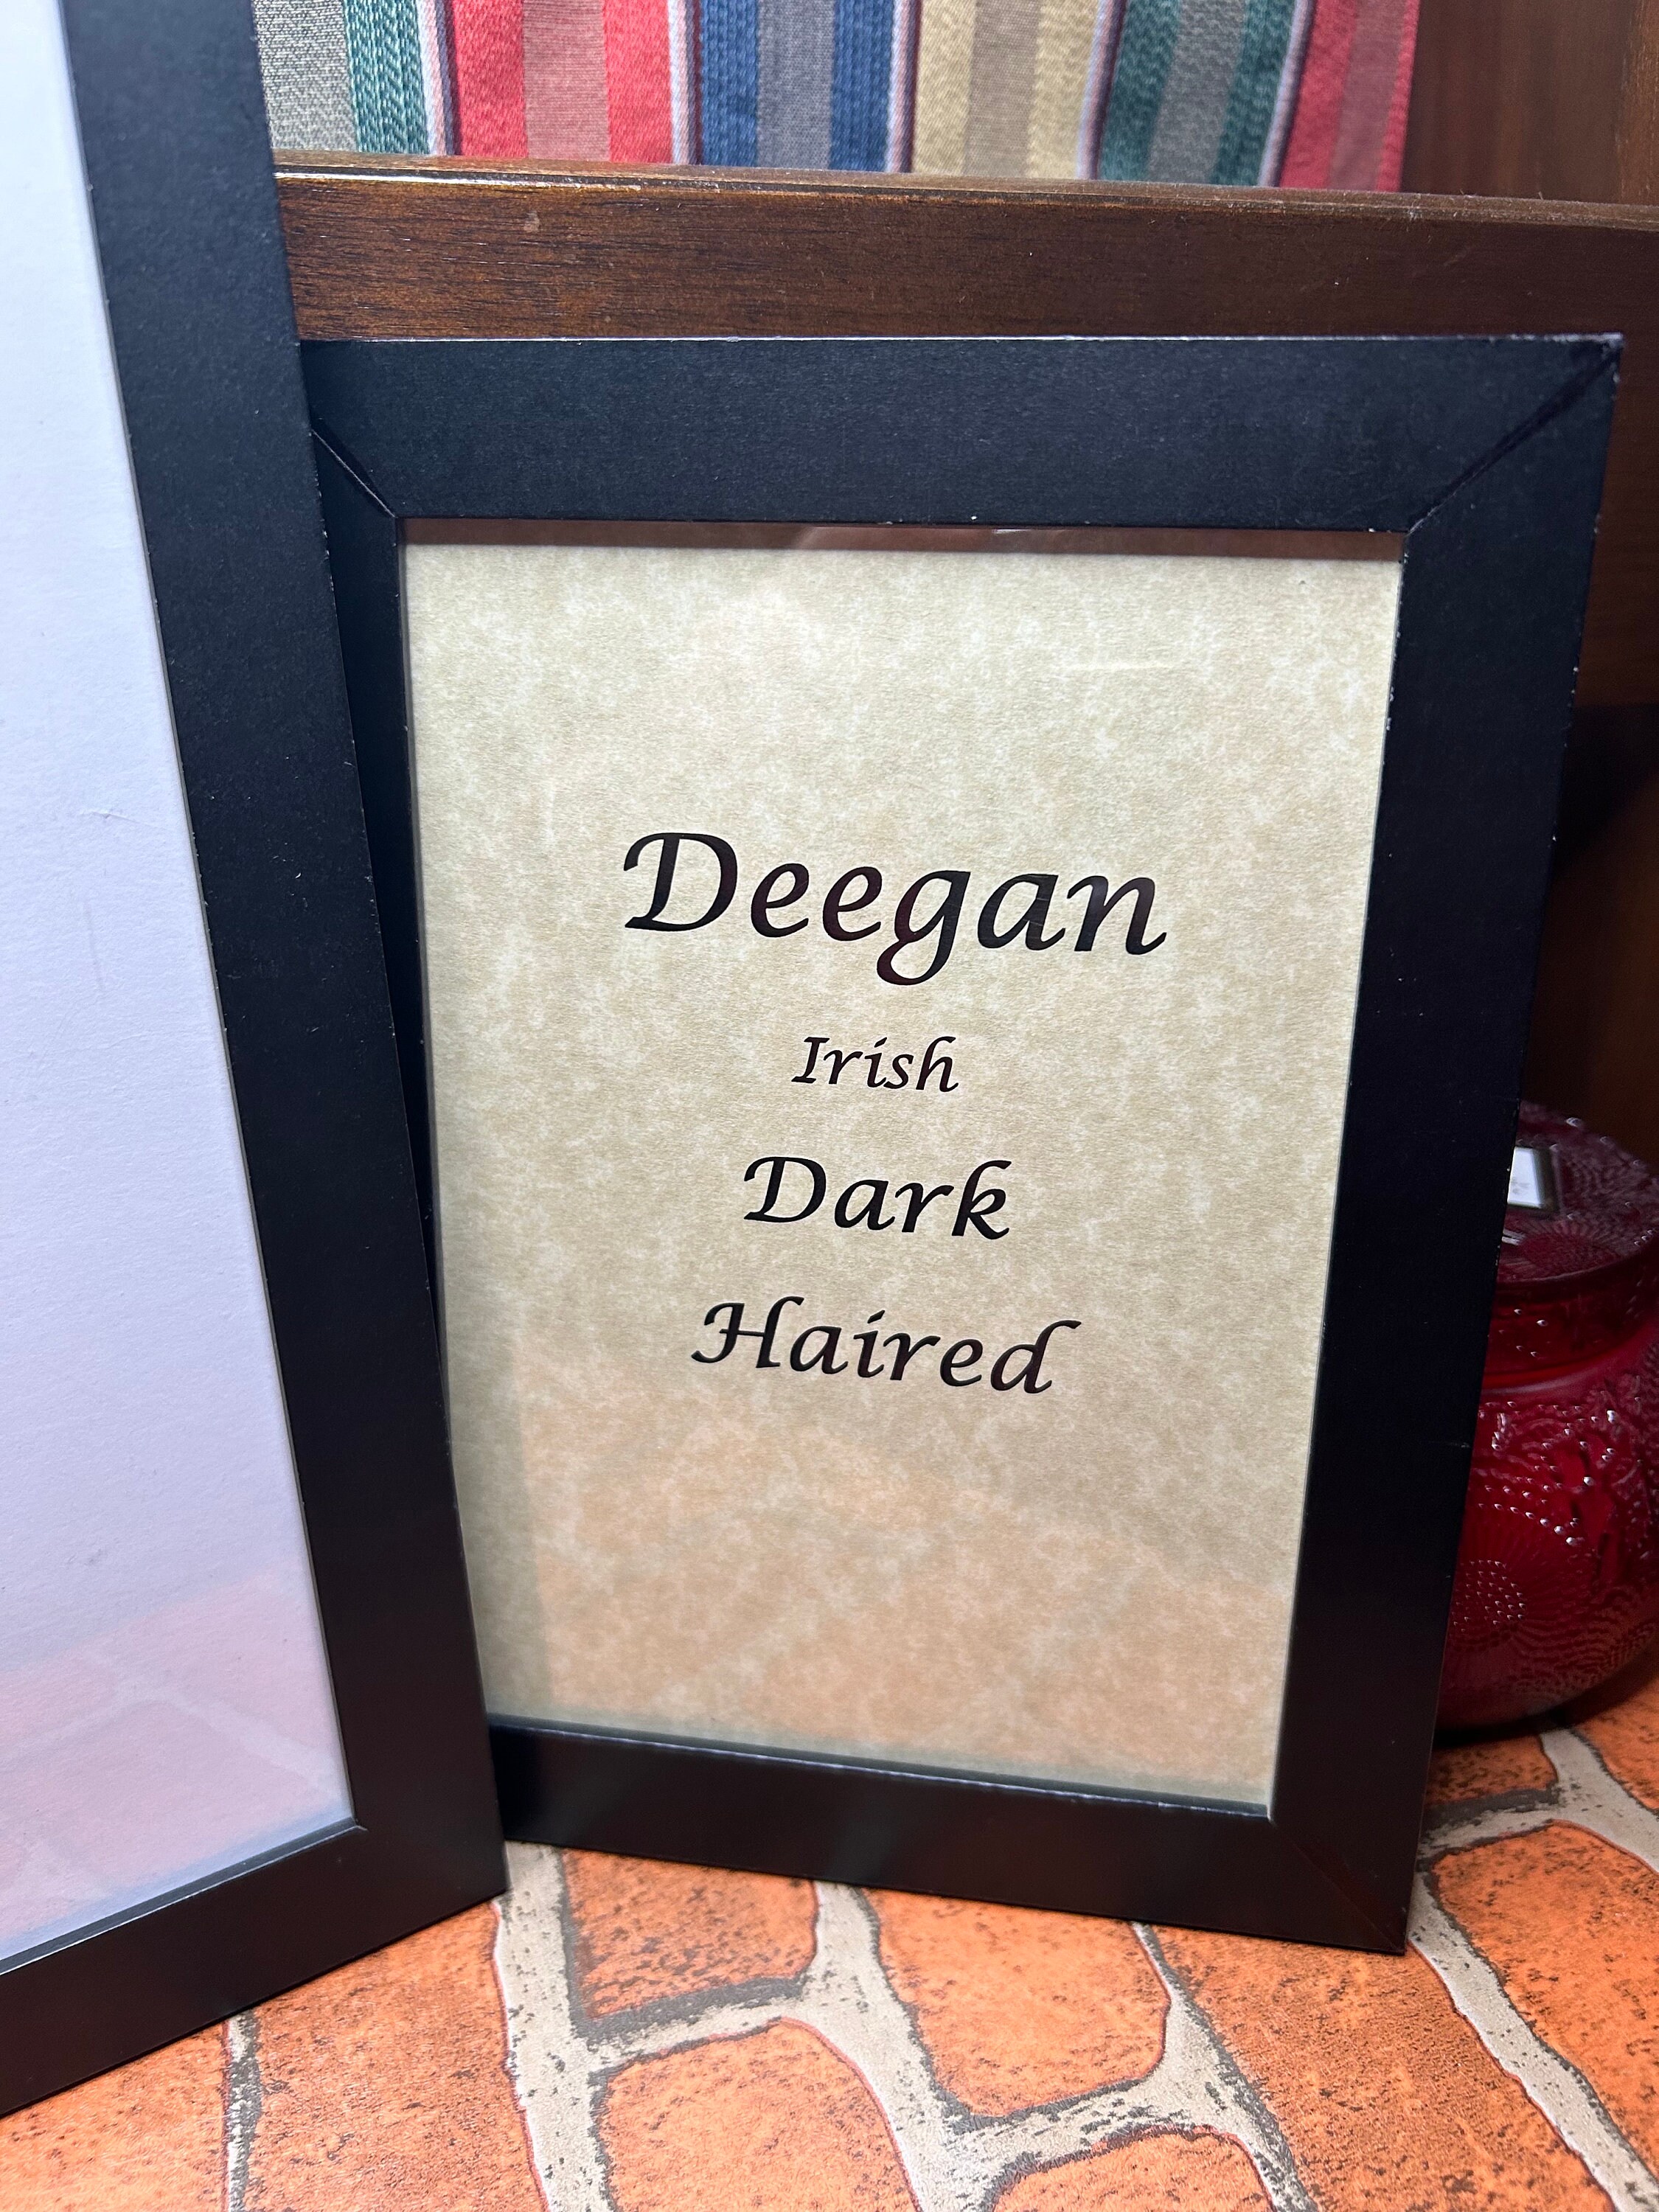 Deegan
Irish
Dark
Haired